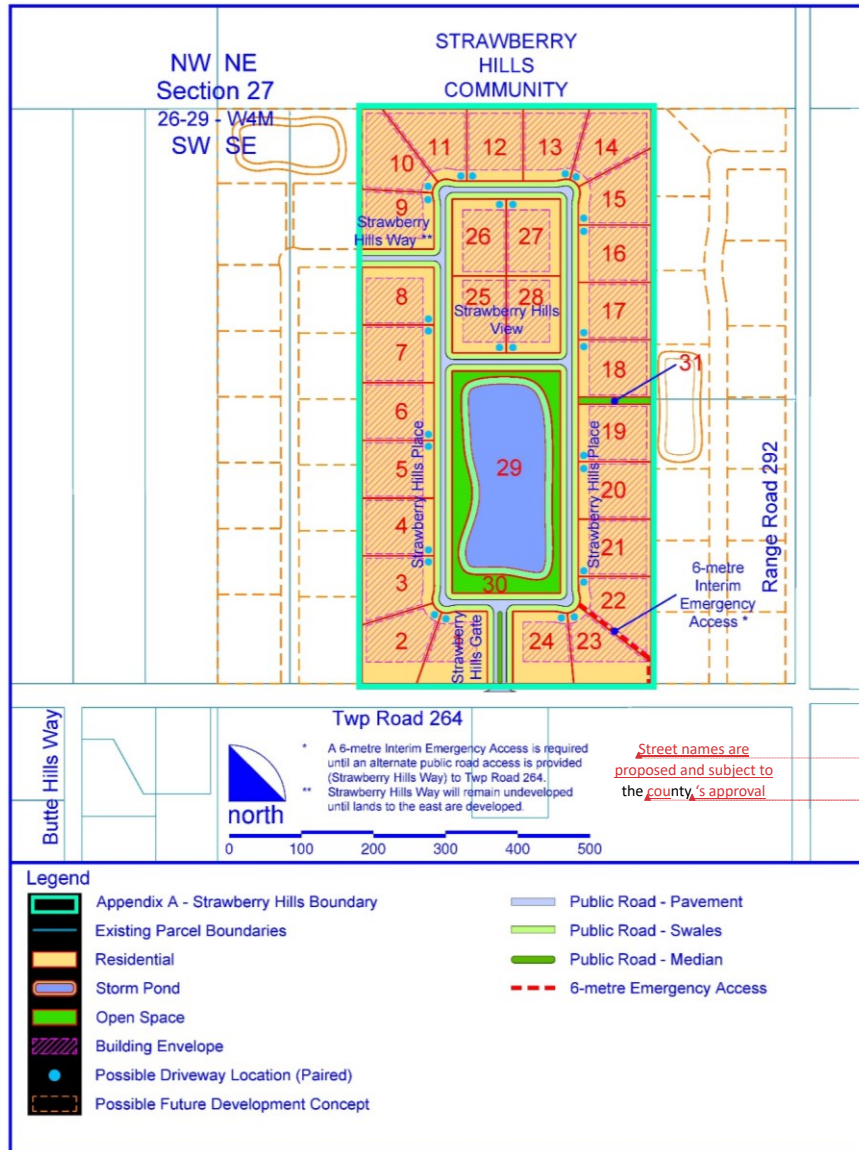 STRAWBERRY
HILLS
COMMUNITY
NW NE
Section 27
26-29 - W4M
SW SE
10
11
12
13
14
9
15
Strawberry
Hills Way **
26
27
16
8
25
28
17
Strawberry Hills
View
7
18
31
6
19
Strawberry Hills Place
5
29
20
Strawberry Hills Place
Range Road 292
4
21
3
30
22
6-metre
Interim
Emergency
Access *
2
Strawberry
Hills Gate
24
23
Twp Road 264
Butte Hills Way
north
* A 6-metre Interim Emergency Access is required
until an alternate public road access is provided
(Strawberry Hills Way) to Twp Road 264.
** Strawberry Hills Way will remain undeveloped
until lands to the east are developed.
Street names are
proposed and subject to
the county 's approval
0 100 200 300 400 500
Legend
Appendix A - Strawberry Hills Boundary
Existing Parcel Boundaries
Residential
Storm Pond
Open Space
Building Envelope
Possible Driveway Location (Paired)
Possible Future Development Concept
Public Road - Pavement
Public Road - Swales
Public Road - Median
6-metre Emergency Access